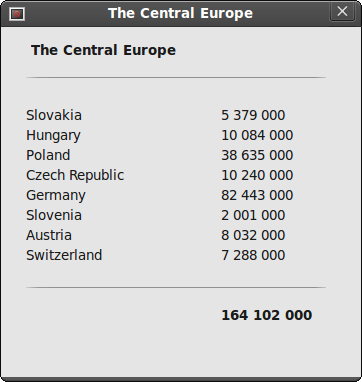 The Central Europe
The Central Europe
Slovakia 5 379 000
Hungary 10 084 000
Poland 38 635 000
Czech Republic 10 240 000
Germany 82 443 000
Slovenia 2 001 000
Austria 8 032 000
Switzerland 7 288 000
164 102 000